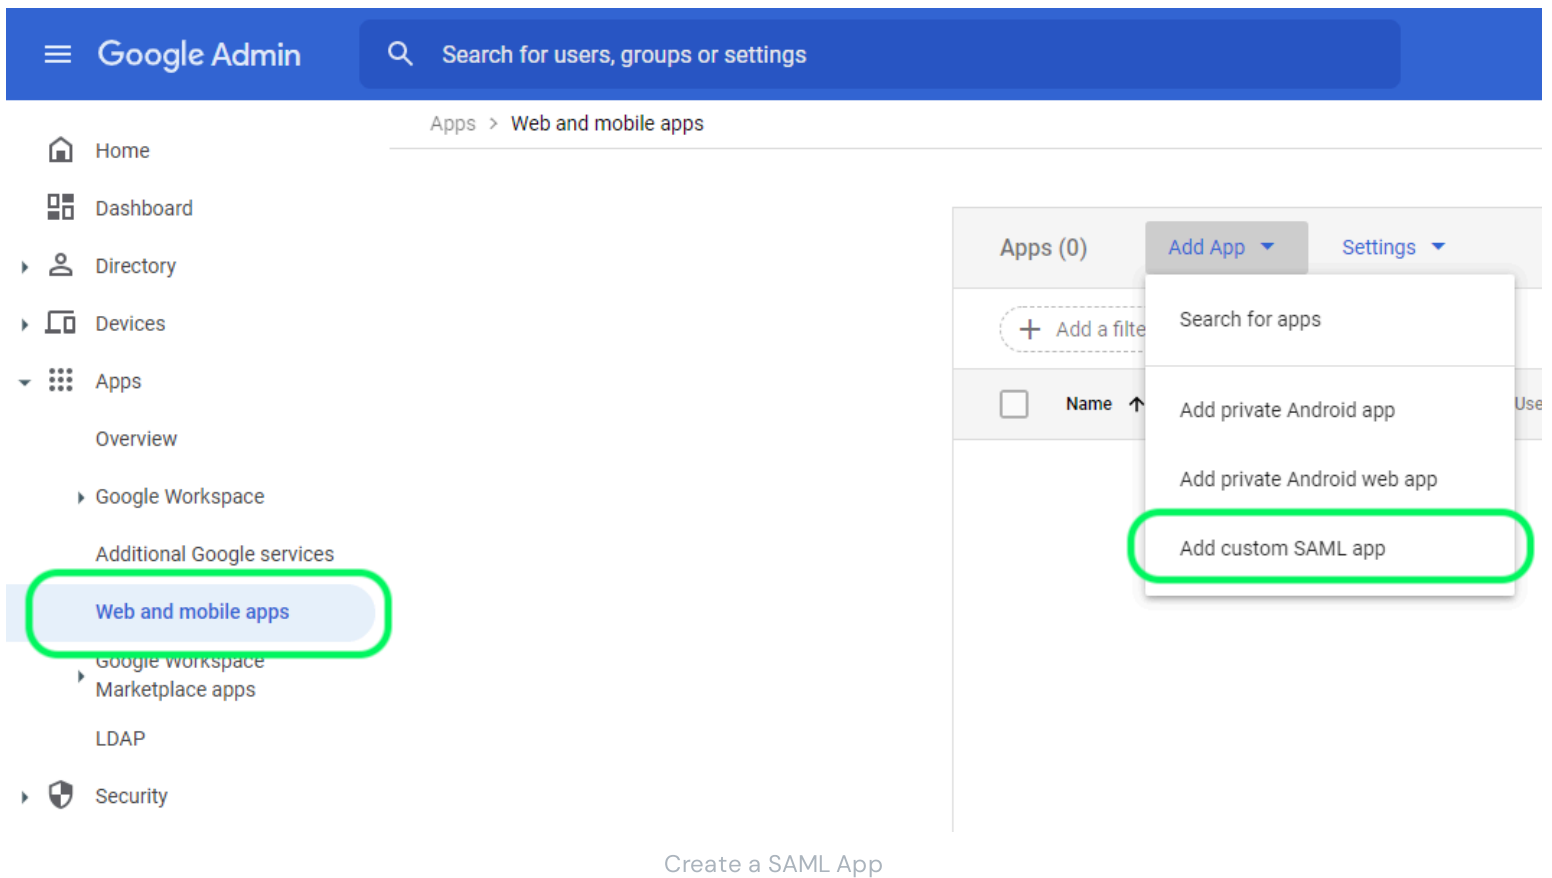 Google Admin
Search for users, groups or settings
Apps > Web and mobile apps
Home
Dashboard
Directory
Devices
Apps
Overview
Google Workspace
Additional Google services
Web and mobile apps
Google Workspace
Marketplace apps
LDAP
Security
Apps (0)
Add App
Settings
Add a filte
Name
Use
Search for apps
Add private Android app
Add private Android web app
Add custom SAML app
Create a SAML App